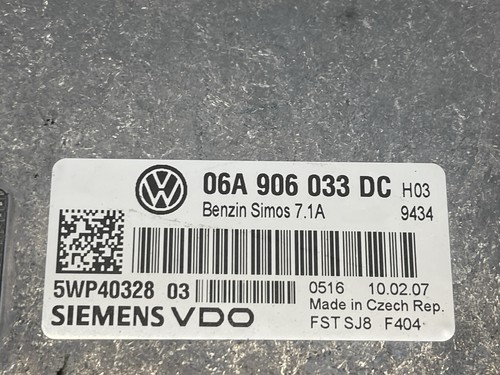 06A 906 033 DC H03
Benzin Simos 7.1A 9434
5WP40328 03 0516 10.02.07
Made in Czech Rep.
SIEMENS VDO FST SJ8 F404